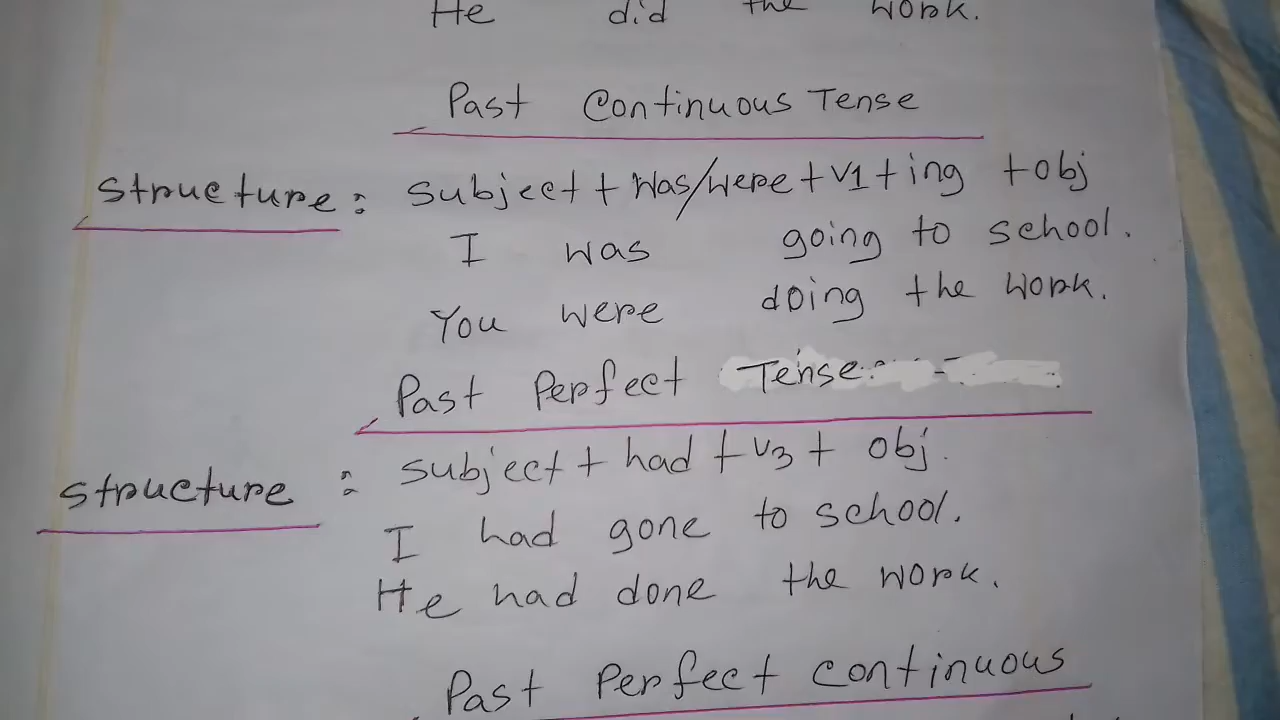 He did the work.
Past Continuous Tense
Structure: Subject + was/were + V1 + ing + obj
I was going to school.
You were doing the work.
Past Perfect Tense
Structure : Subject + had + V3 + obj.
I had gone to school.
He had done the work.
Past Perfect Continuous